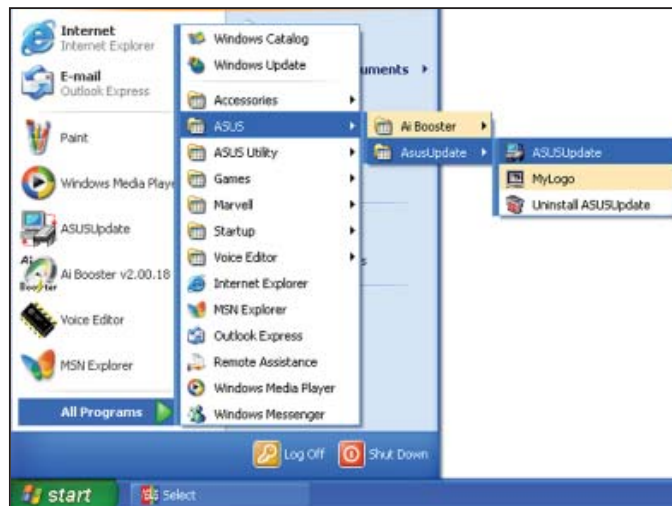 Internet
Internet Explorer
E-mail
Outlook Express
Paint
Windows Media Playe
ASUSUpdate
Ai Booster v2.00.18
Voice Editor
MSN Explorer
All Programs
Windows Catalog
Windows Update
Accessories
ASUS
ASUS Utility
Games
Marvell
Startup
Voice Editor
Internet Explorer
MSN Explorer
Outlook Express
Remote Assistance
Windows Media Player
Windows Messenger
uments
s
Ai Booster
AsusUpdate
ASUSUpdate
MyLogo
Uninstall ASUSUpdate
Log Off
Shut Down
start
Select